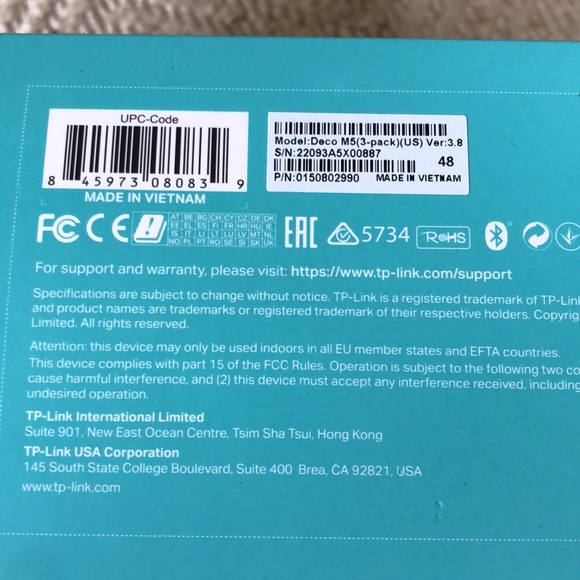 UPC-Code
8 45973 08083 9
MADE IN VIETNAM
Model:Deco M5(3-pack)(US) Ver:3.8
S/N:22093A5X00887
48
P/N:0150802990 MADE IN VIETNAM
FC CE
AT BE BG CH CY CZ DE DK
EE EL ES FI FR HR HU IE
IS IT LI LT LU LV MT NL
NO PL PT RO SE SI SK UK
EAC 5734 RoHS
For support and warranty, please visit: https://www.tp-link.com/support
Specifications are subject to change without notice. TP-Link is a registered trademark of TP-Link
and product names are trademarks or registered trademark of their respective holders. Copyrig
Limited. All rights reserved.
Attention: this device may only be used indoors in all EU member states and EFTA countries.
This device complies with part 15 of the FCC Rules. Operation is subject to the following two co
cause harmful interference, and (2) this device must accept any interference received, including
undesired operation.
TP-Link International Limited
Suite 901, New East Ocean Centre, Tsim Sha Tsui, Hong Kong
TP-Link USA Corporation
145 South State College Boulevard, Suite 400 Brea, CA 92821, USA
www.tp-link.com